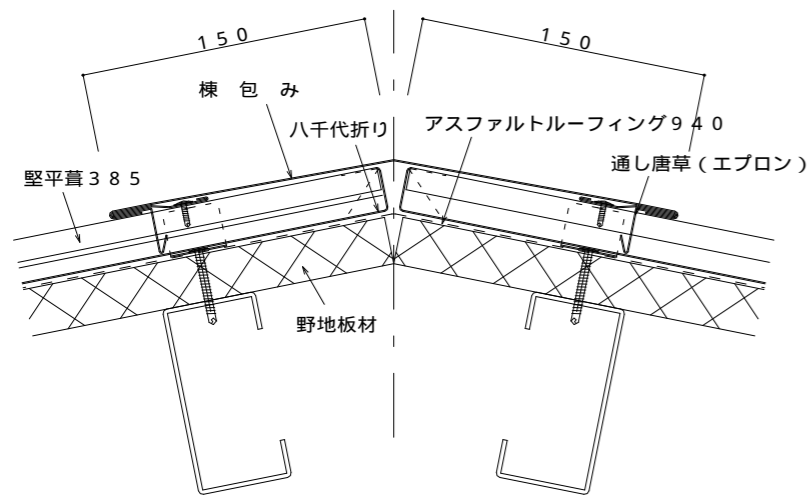 １５０
１５０
棟　包　み
八千代折り
アスファルトルーフィング９４０
通し唐草（エプロン）
堅平葺３８５
野地板材